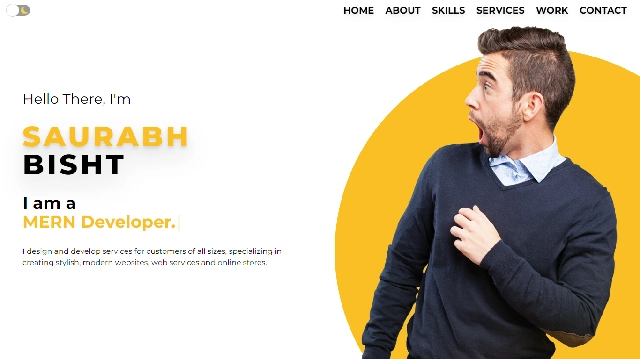 HOME ABOUT SKILLS SERVICES WORK CONTACT
Hello There, I'm
SAURABH
BISHT
I am a
MERN Developer.
I design and develop services for customers of all sizes, specializing in
creating stylish, modern websites, web services and online stores.